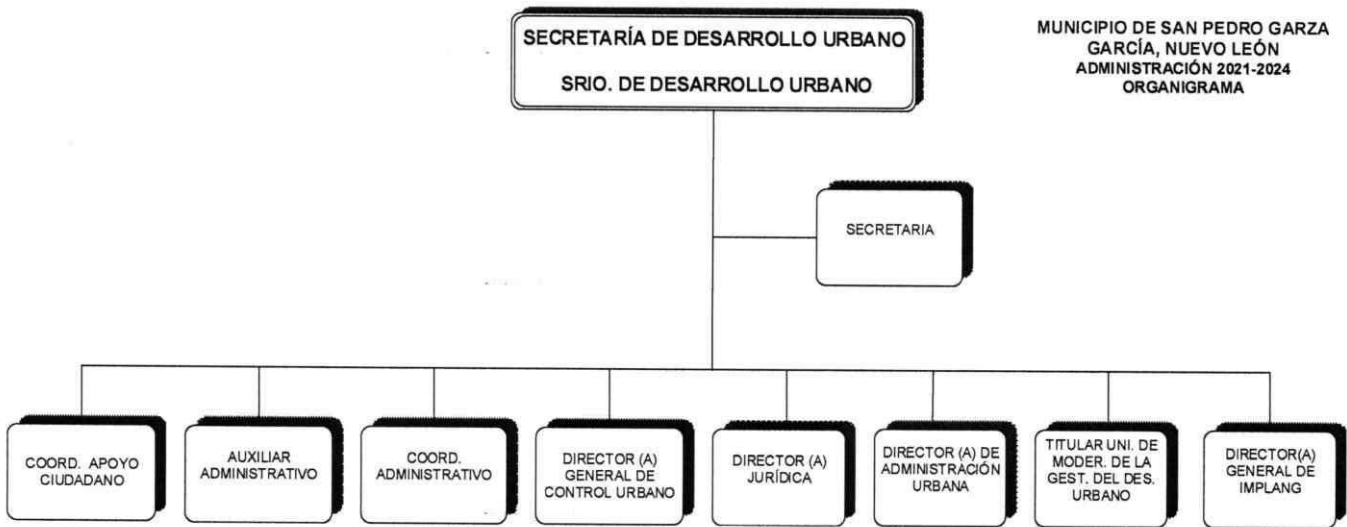 SECRETARÍA DE DESARROLLO URBANO
SRIO. DE DESARROLLO URBANO
MUNICIPIO DE SAN PEDRO GARZA
GARCÍA, NUEVO LEÓN
ADMINISTRACIÓN 2021-2024
ORGANIGRAMA
SECRETARIA
COORD. APOYO
CIUDADANO
AUXILIAR
ADMINISTRATIVO
COORD.
ADMINISTRATIVO
DIRECTOR (A)
GENERAL DE
CONTROL URBANO
DIRECTOR (A)
JURÍDICA
DIRECTOR (A) DE
ADMINISTRACIÓN
URBANA
TITULAR UNI. DE
MODER. DE LA
GEST. DEL DES.
URBANO
DIRECTOR(A)
GENERAL DE
IMPLANG